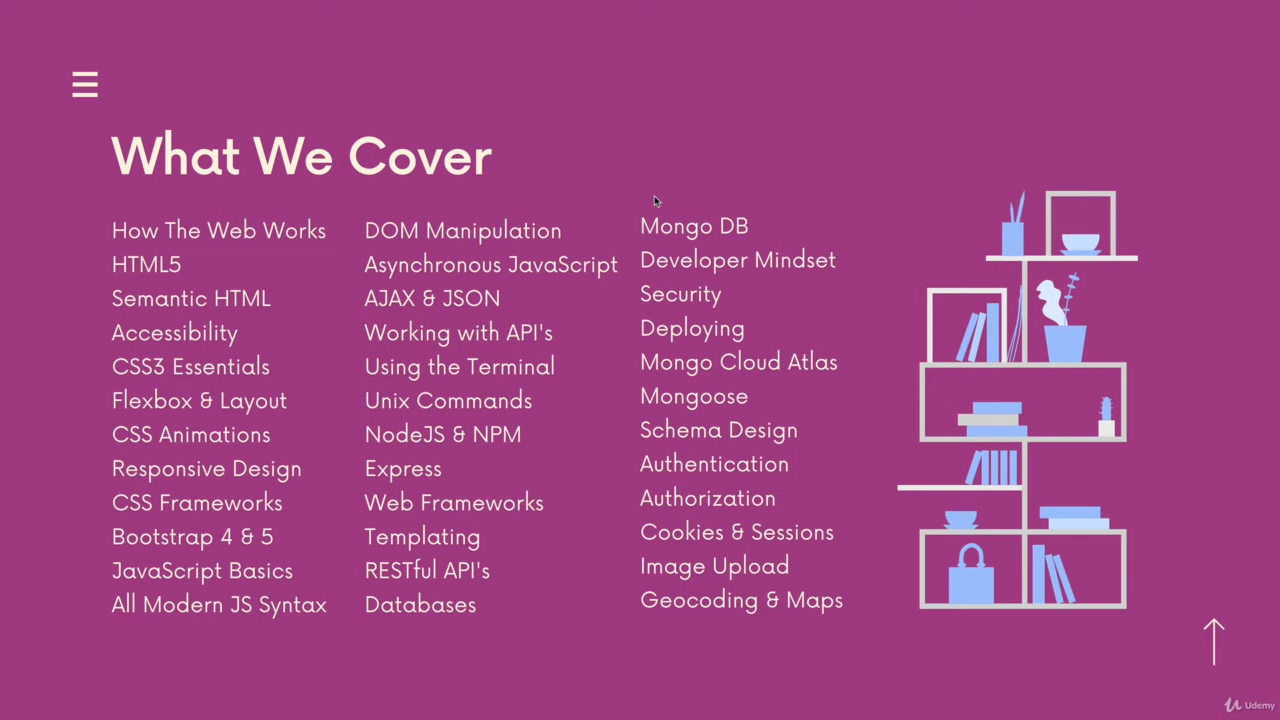 What We Cover
How The Web Works
HTML5
Semantic HTML
Accessibility
CSS3 Essentials
Flexbox & Layout
CSS Animations
Responsive Design
CSS Frameworks
Bootstrap 4 & 5
JavaScript Basics
All Modern JS Syntax
DOM Manipulation
Asynchronous JavaScript
AJAX & JSON
Working with API's
Using the Terminal
Unix Commands
NodeJS & NPM
Express
Web Frameworks
Templating
RESTful API's
Databases
Mongo DB
Developer Mindset
Security
Deploying
Mongo Cloud Atlas
Mongoose
Schema Design
Authentication
Authorization
Cookies & Sessions
Image Upload
Geocoding & Maps
Udemy